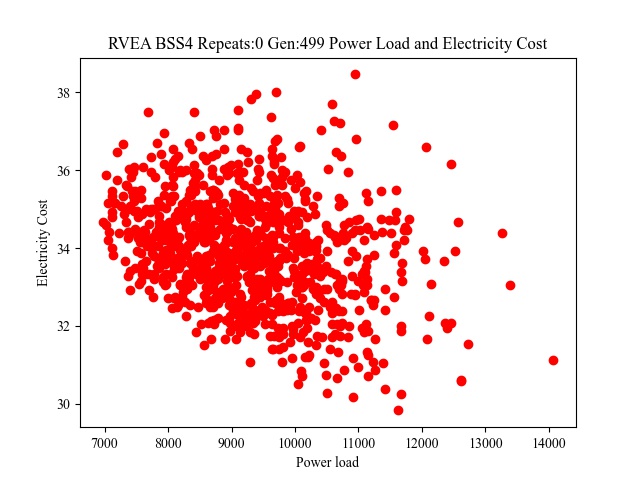 RVEA BSS4 Repeats:0 Gen:499 Power Load and Electricity Cost
38
36
34
32
30
Electricity Cost
7000 8000 9000 10000 11000 12000 13000 14000
Power load